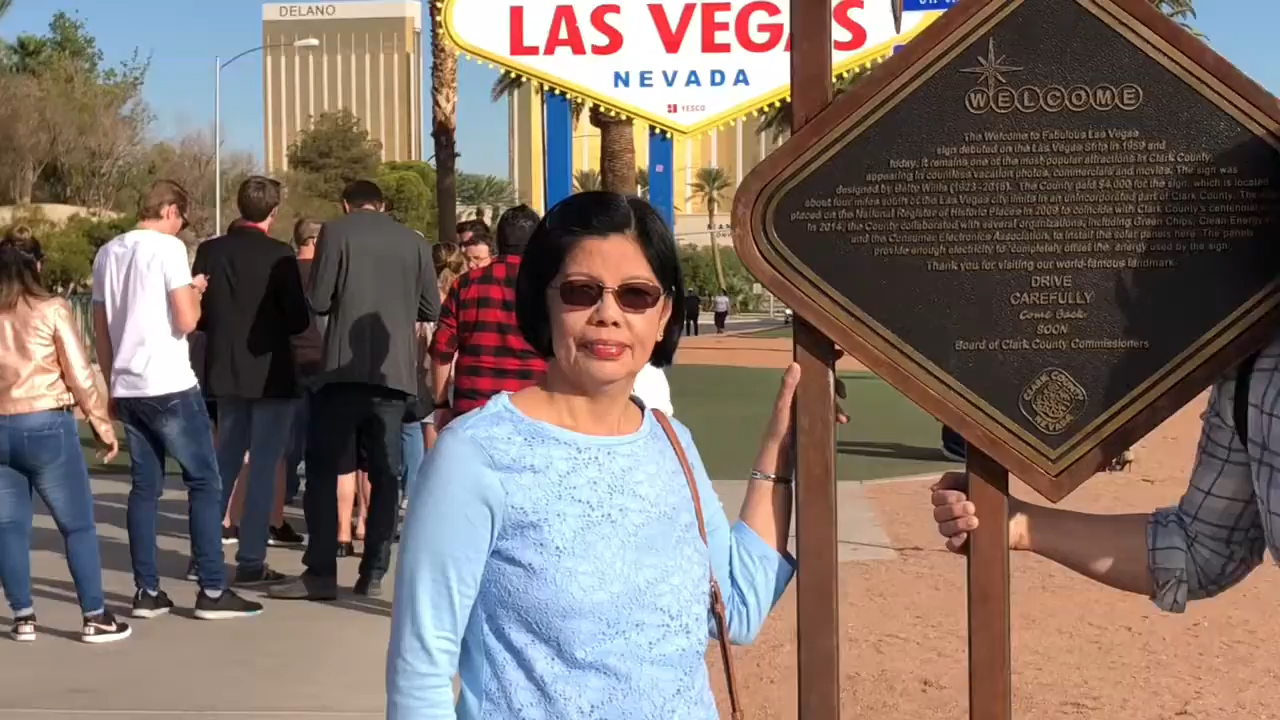 DELANO
LAS VEGAS
NEVADA
YESCO
WELCOME
The Welcome to Fabulous Las Vegas
sign debuted on the Las Vegas Strip in 1959 and
today, it remains one of the most popular attractions in Clark County,
appearing in countless vacation photos, commercials and movies. The sign was
designed by Betty Willis (1923-2015). The County paid $4,000 for the sign, which is located
about four miles south of the Las Vegas city limits in an unincorporated part of Clark County. The
placed on the National Register of Historic Places in 2009 to coincide with Clark County's centennial
In 2014, the County collaborated with several organizations, including Green Chips, Clean Energy
and the Consumer Electronics Association, to install the solar panels here. The panels
provide enough electricity to completely offset the energy used by the sign.
Thank you for visiting our world-famous landmark.
DRIVE
CAREFULLY
Come Back
SOON
Board of Clark County Commissioners
CLARK COUNTY
NEVADA